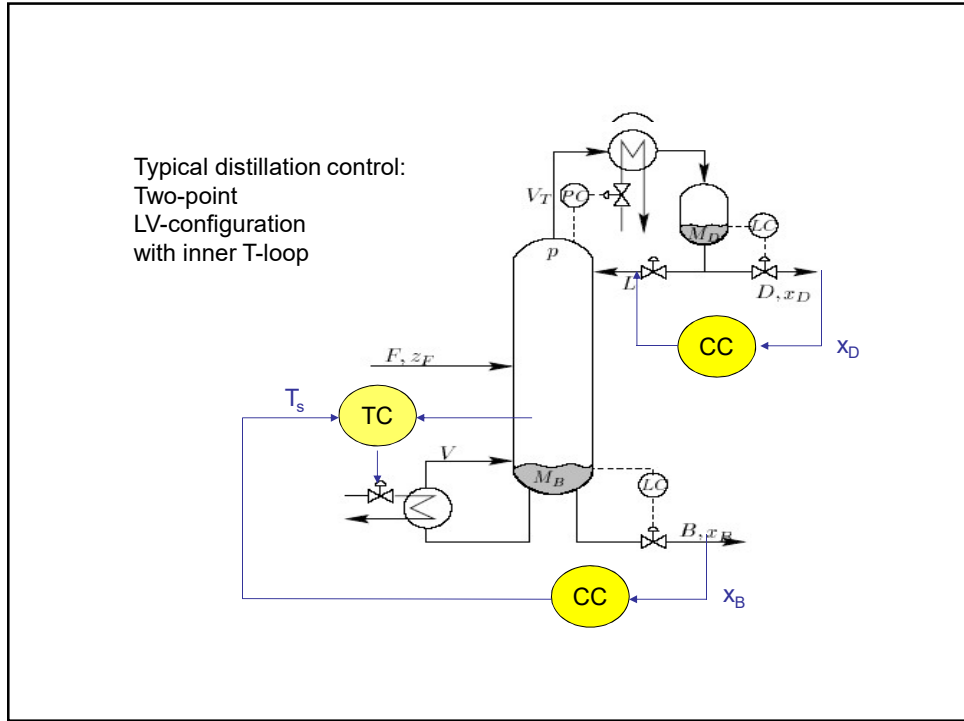 Typical distillation control:
Two-point
LV-configuration
with inner T-loop
V_T
PC
M_D
LC
p
L
D, x_D
CC
x_D
F, z_F
T_s
TC
V
M_B
LC
B, x_B
CC
x_B